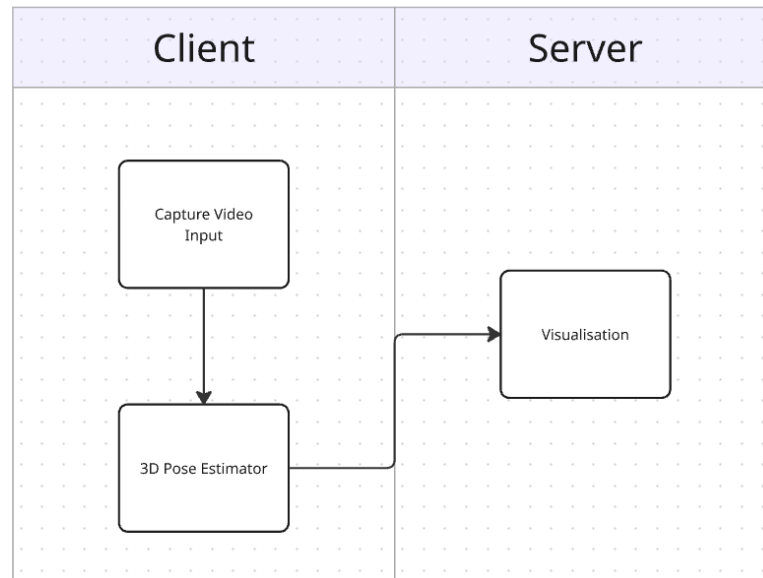 Client
Server
Capture Video
Input
Visualisation
3D Pose Estimator